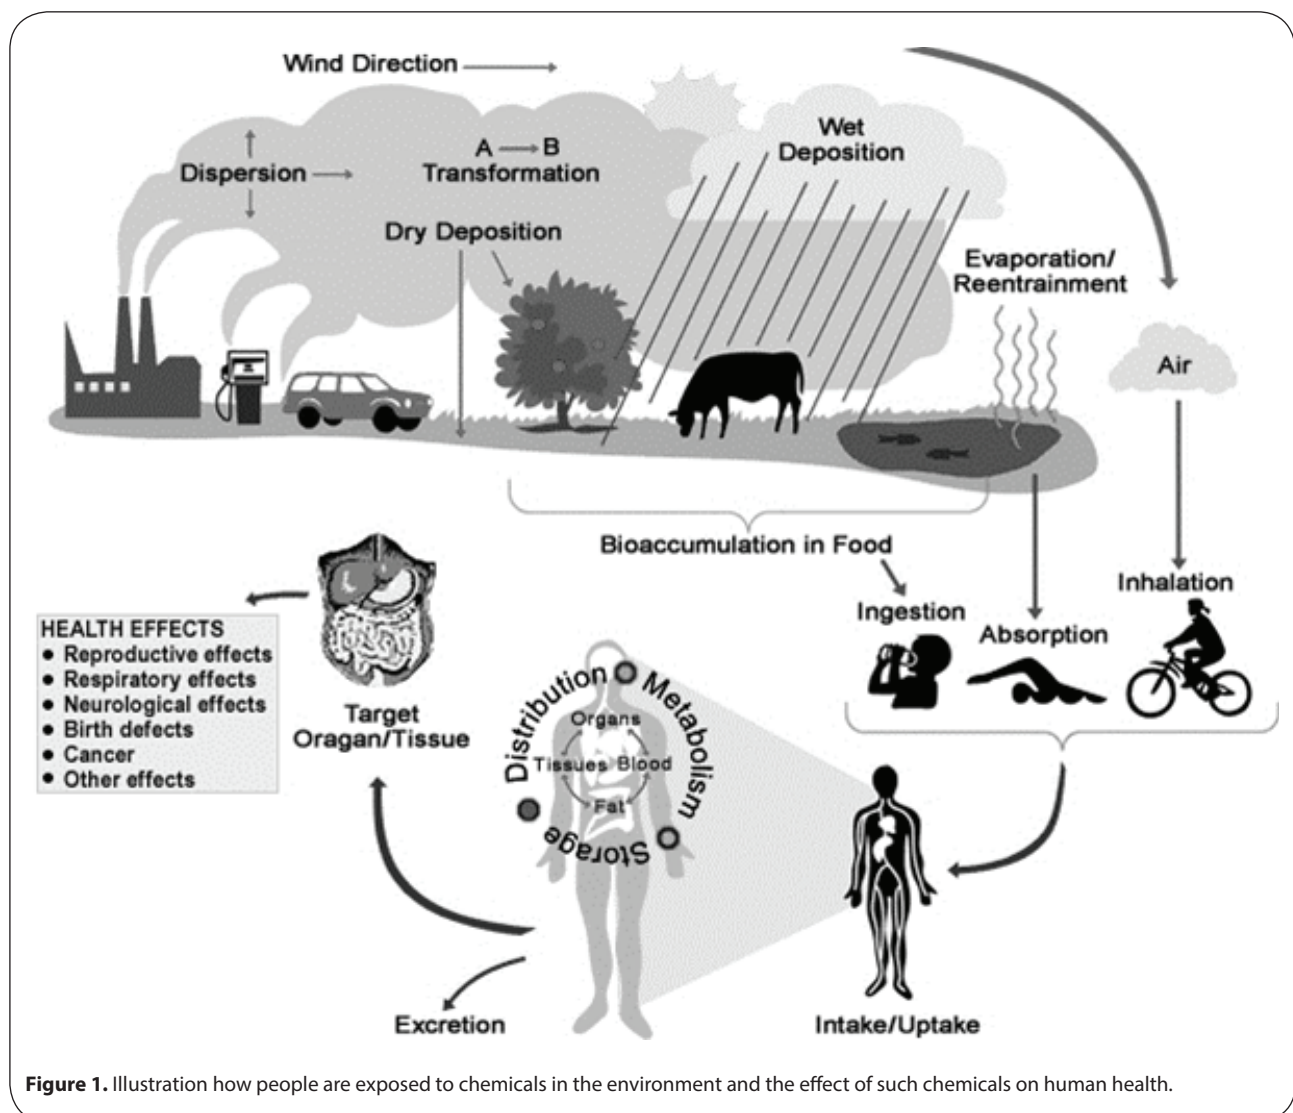 Wind Direction
Wet
Deposition
A → B
Transformation
Dispersion
Dry Deposition
Evaporation/
Reentrainment
Air
Bioaccumulation in Food
Inhalation
Ingestion
Absorption
HEALTH EFFECTS
• Reproductive effects
• Respiratory effects
• Neurological effects
• Birth defects
• Cancer
• Other effects
Target
Oragan/Tissue
Distribution
Metabolism
Storage
Organs
Tissues
Blood
Fat
Excretion
Intake/Uptake
Figure 1. Illustration how people are exposed to chemicals in the environment and the effect of such chemicals on human health.